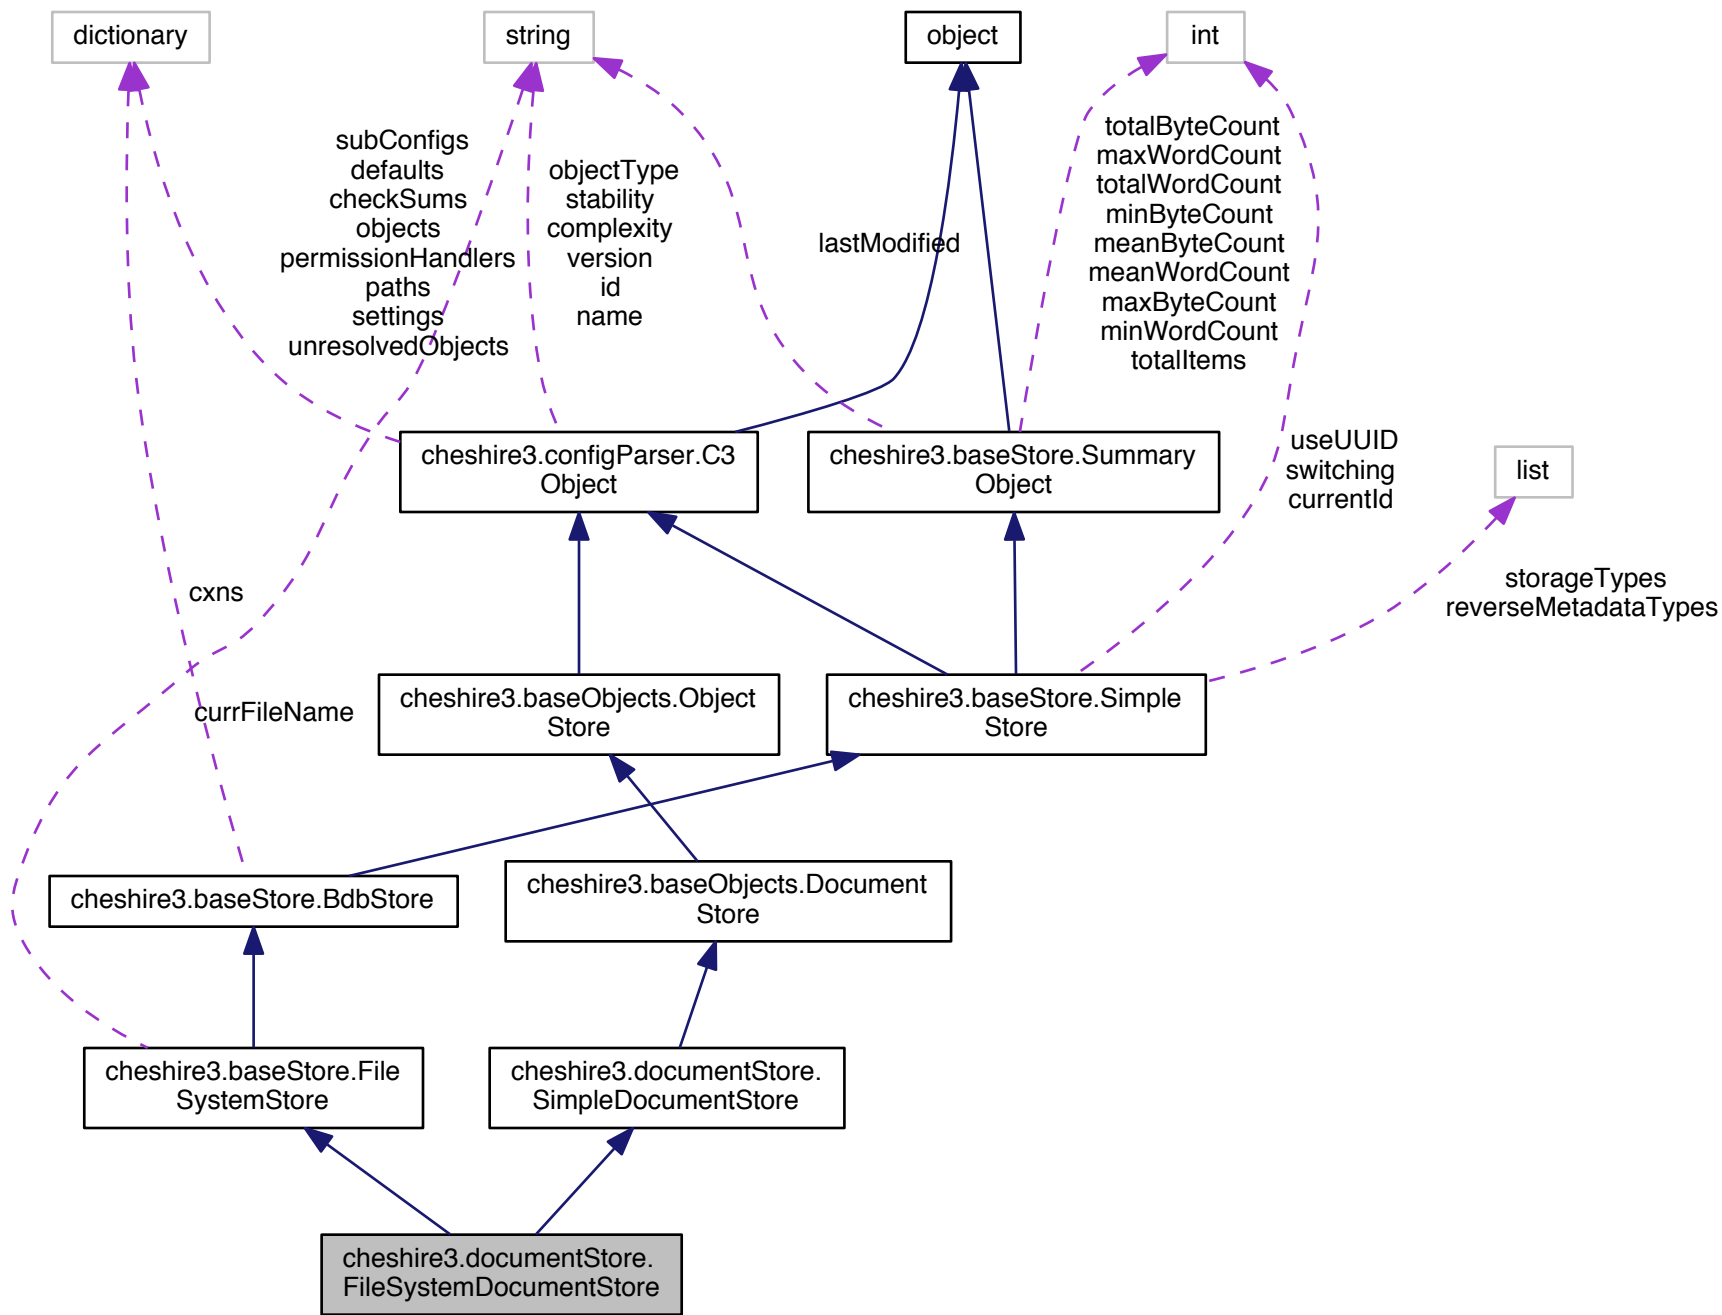 dictionary
string
object
int
subConfigs
defaults
checkSums
objects
permissionHandlers
paths
settings
unresolvedObjects
objectType
stability
complexity
version
id
name
lastModified
totalByteCount
maxWordCount
totalWordCount
minByteCount
meanByteCount
meanWordCount
maxByteCount
minWordCount
totalItems
cheshire3.configParser.C3
Object
cheshire3.baseStore.Summary
Object
useUUID
switching
currentId
list
storageTypes
reverseMetadataTypes
cxns
currFileName
cheshire3.baseObjects.Object
Store
cheshire3.baseStore.Simple
Store
cheshire3.baseStore.BdbStore
cheshire3.baseObjects.Document
Store
cheshire3.baseStore.File
SystemStore
cheshire3.documentStore.
SimpleDocumentStore
cheshire3.documentStore.
FileSystemDocumentStore